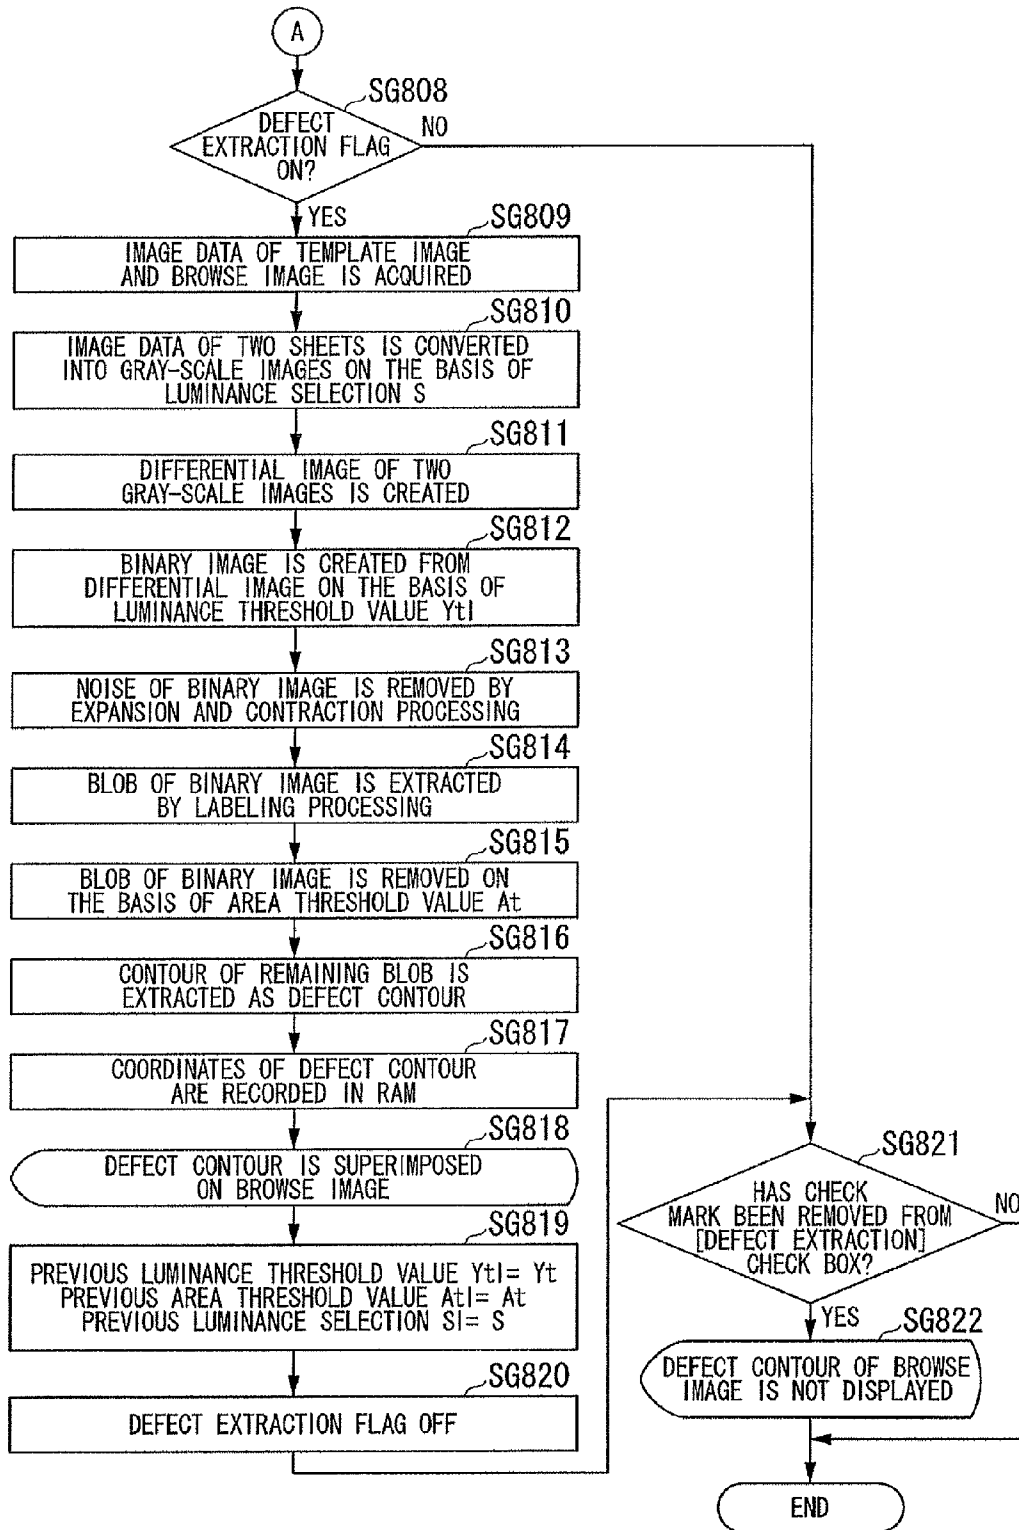 A
SG808
DEFECT
EXTRACTION FLAG
ON?
NO
YES
SG809
IMAGE DATA OF TEMPLATE IMAGE
AND BROWSE IMAGE IS ACQUIRED
SG810
IMAGE DATA OF TWO SHEETS IS CONVERTED
INTO GRAY-SCALE IMAGES ON THE BASIS OF
LUMINANCE SELECTION S
SG811
DIFFERENTIAL IMAGE OF TWO
GRAY-SCALE IMAGES IS CREATED
SG812
BINARY IMAGE IS CREATED FROM
DIFFERENTIAL IMAGE ON THE BASIS OF
LUMINANCE THRESHOLD VALUE Ytl
SG813
NOISE OF BINARY IMAGE IS REMOVED BY
EXPANSION AND CONTRACTION PROCESSING
SG814
BLOB OF BINARY IMAGE IS EXTRACTED
BY LABELING PROCESSING
SG815
BLOB OF BINARY IMAGE IS REMOVED ON
THE BASIS OF AREA THRESHOLD VALUE At
SG816
CONTOUR OF REMAINING BLOB IS
EXTRACTED AS DEFECT CONTOUR
SG817
COORDINATES OF DEFECT CONTOUR
ARE RECORDED IN RAM
SG818
DEFECT CONTOUR IS SUPERIMPOSED
ON BROWSE IMAGE
SG819
PREVIOUS LUMINANCE THRESHOLD VALUE Ytl= Yt
PREVIOUS AREA THRESHOLD VALUE Atl= At
PREVIOUS LUMINANCE SELECTION Sl= S
SG820
DEFECT EXTRACTION FLAG OFF
SG821
HAS CHECK
MARK BEEN REMOVED FROM
[DEFECT EXTRACTION]
CHECK BOX?
NO
YES
SG822
DEFECT CONTOUR OF BROWSE
IMAGE IS NOT DISPLAYED
END